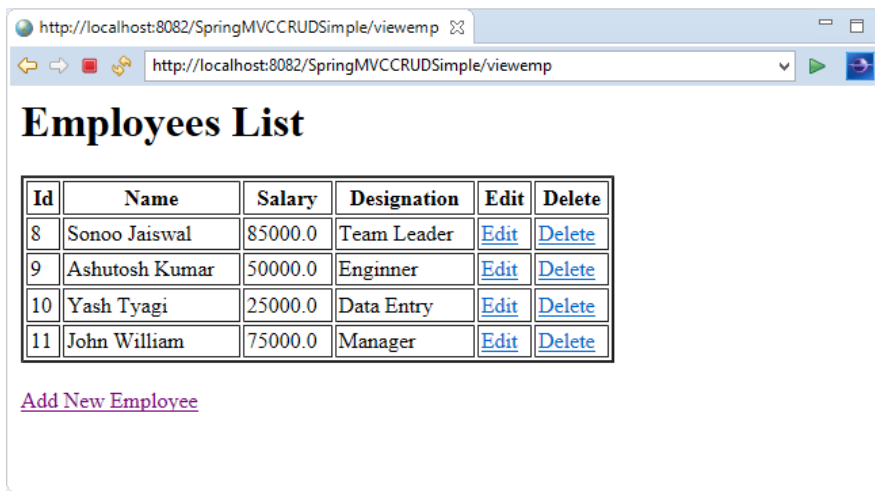 http://localhost:8082/SpringMVCCRUDSimple/viewemp
http://localhost:8082/SpringMVCCRUDSimple/viewemp
Employees List
Id Name Salary Designation Edit Delete
8 Sonoo Jaiswal 85000.0 Team Leader Edit Delete
9 Ashutosh Kumar 50000.0 Enginner Edit Delete
10 Yash Tyagi 25000.0 Data Entry Edit Delete
11 John William 75000.0 Manager Edit Delete
Add New Employee